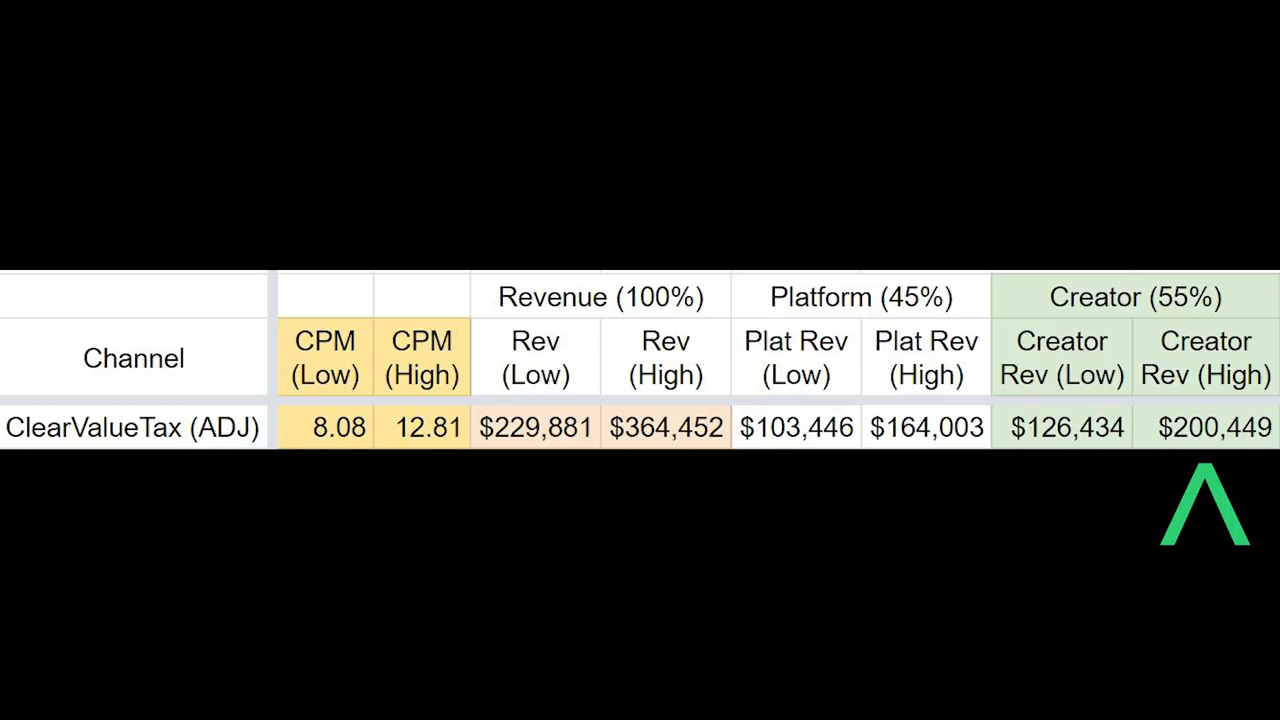 Revenue (100%) Platform (45%) Creator (55%)
Channel CPM (Low) CPM (High) Rev (Low) Rev (High) Plat Rev (Low) Plat Rev (High) Creator Rev (Low) Creator Rev (High)
ClearValueTax (ADJ) 8.08 12.81 $229,881 $364,452 $103,446 $164,003 $126,434 $200,449